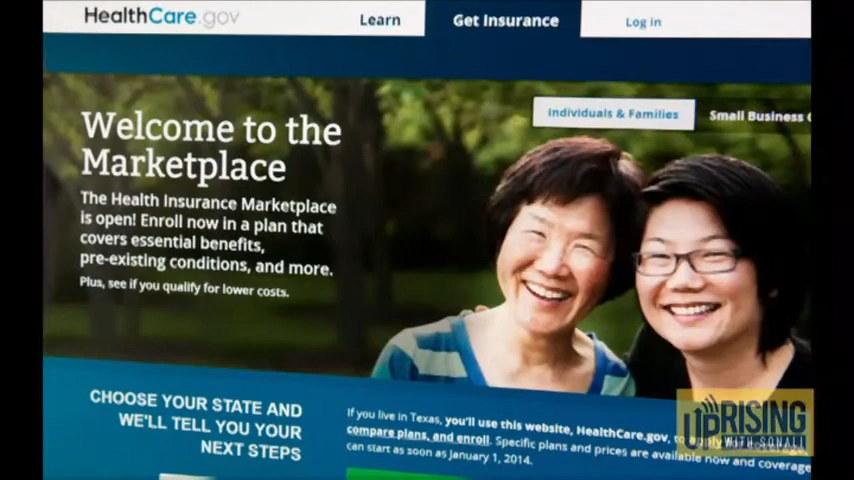 HealthCare.gov
Learn
Get Insurance
Log in
Individuals & Families
Small Business
Welcome to the
Marketplace
The Health Insurance Marketplace
is open! Enroll now in a plan that
covers essential benefits,
pre-existing conditions, and more.
Plus, see if you qualify for lower costs.
CHOOSE YOUR STATE AND
WE'LL TELL YOU YOUR
NEXT STEPS
If you live in Texas, you'll use this website, HealthCare.gov, to
compare plans, and enroll. Specific plans and prices are available now and coverage
can start as soon as January 1, 2014.
UPRISING
WITH SONALI